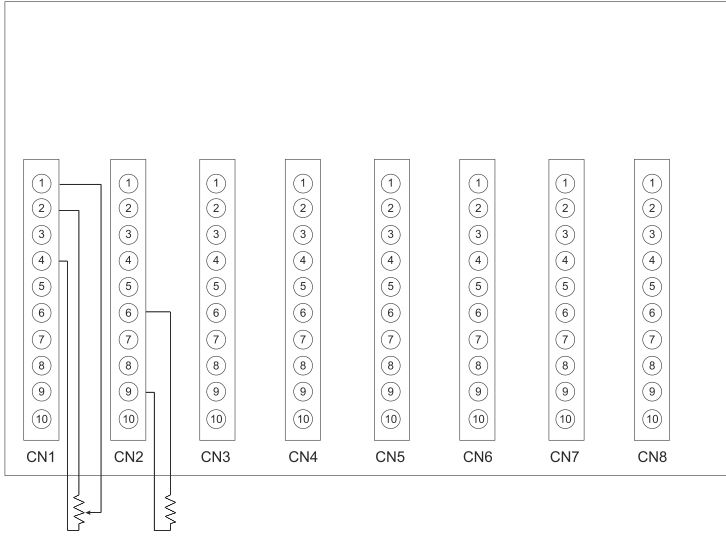 1 1 1 1 1 1 1 1
2 2 2 2 2 2 2 2
3 3 3 3 3 3 3 3
4 4 4 4 4 4 4 4
5 5 5 5 5 5 5 5
6 6 6 6 6 6 6 6
7 7 7 7 7 7 7 7
8 8 8 8 8 8 8 8
9 9 9 9 9 9 9 9
10 10 10 10 10 10 10 10
CN1 CN2 CN3 CN4 CN5 CN6 CN7 CN8